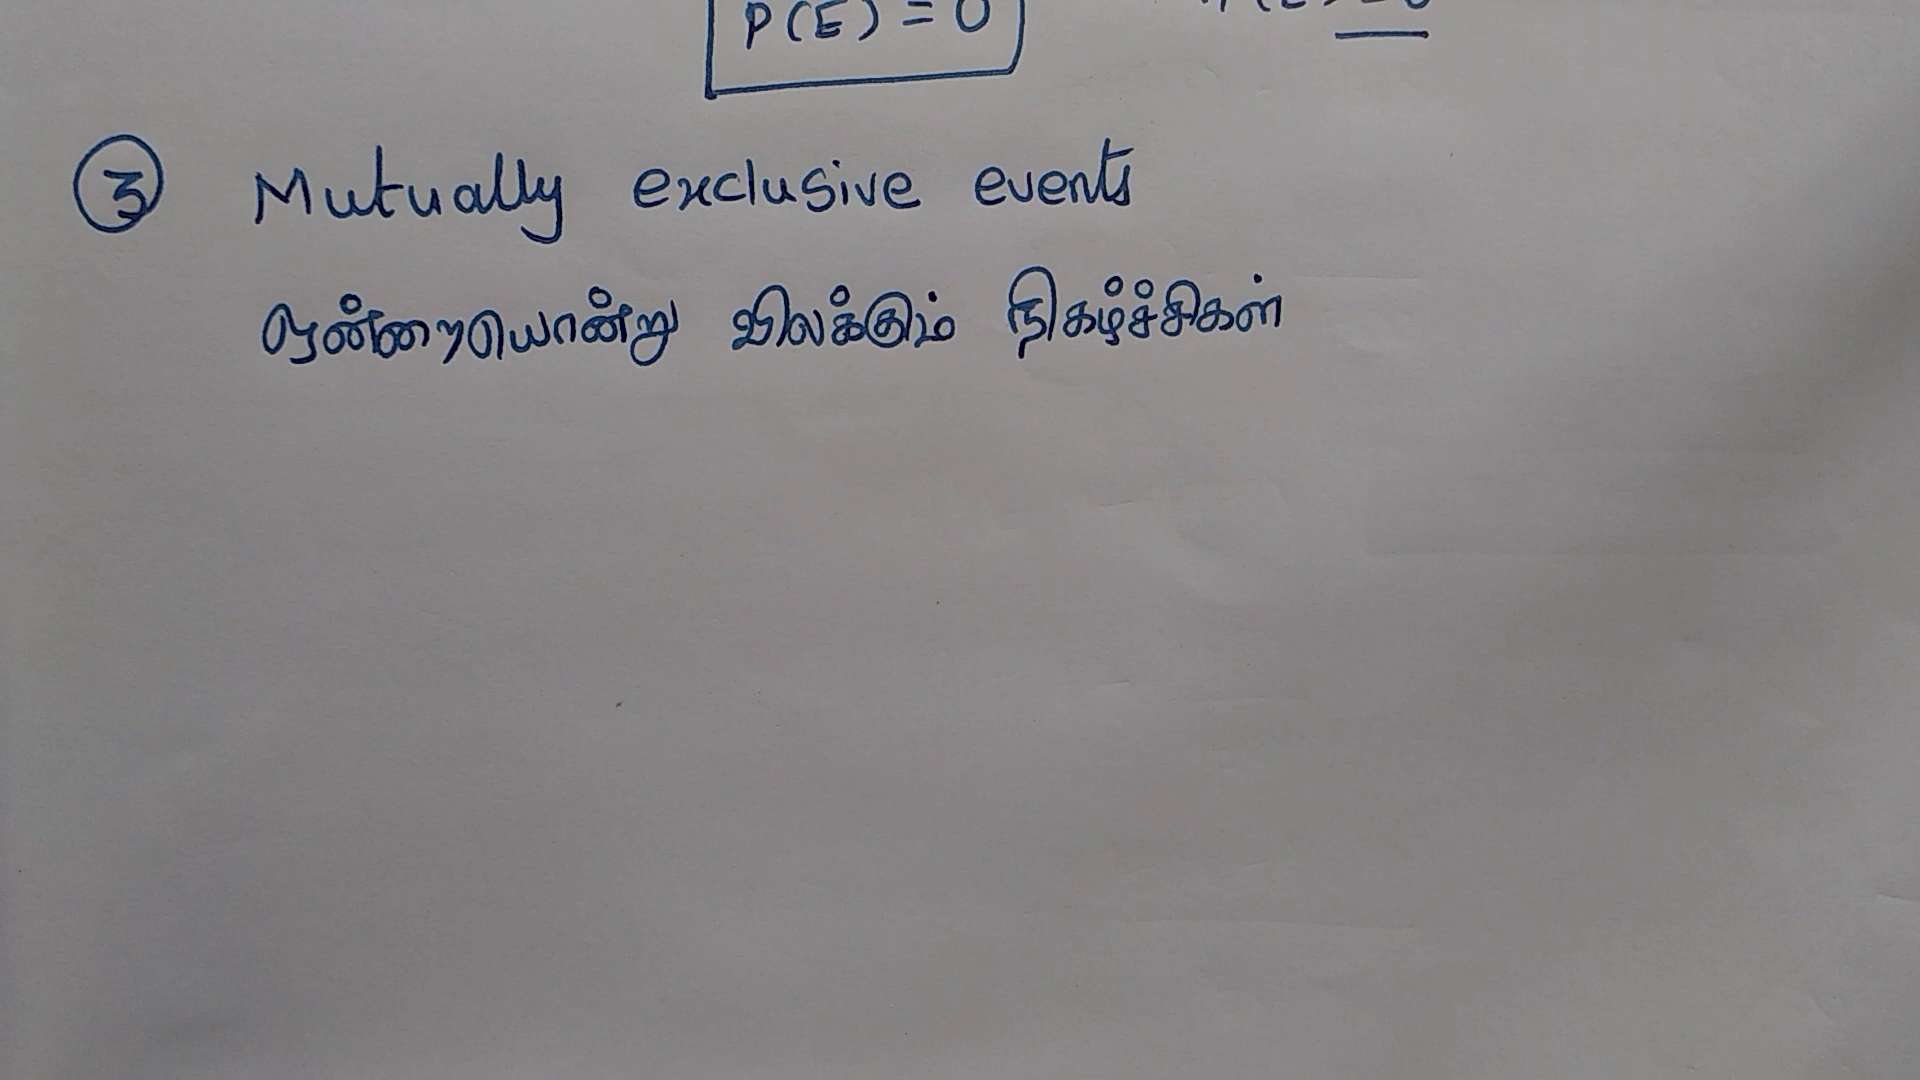 P(E) = 0
③ Mutually exclusive events
ஒன்றையொன்று விலக்கும் நிகழ்ச்சிகள்